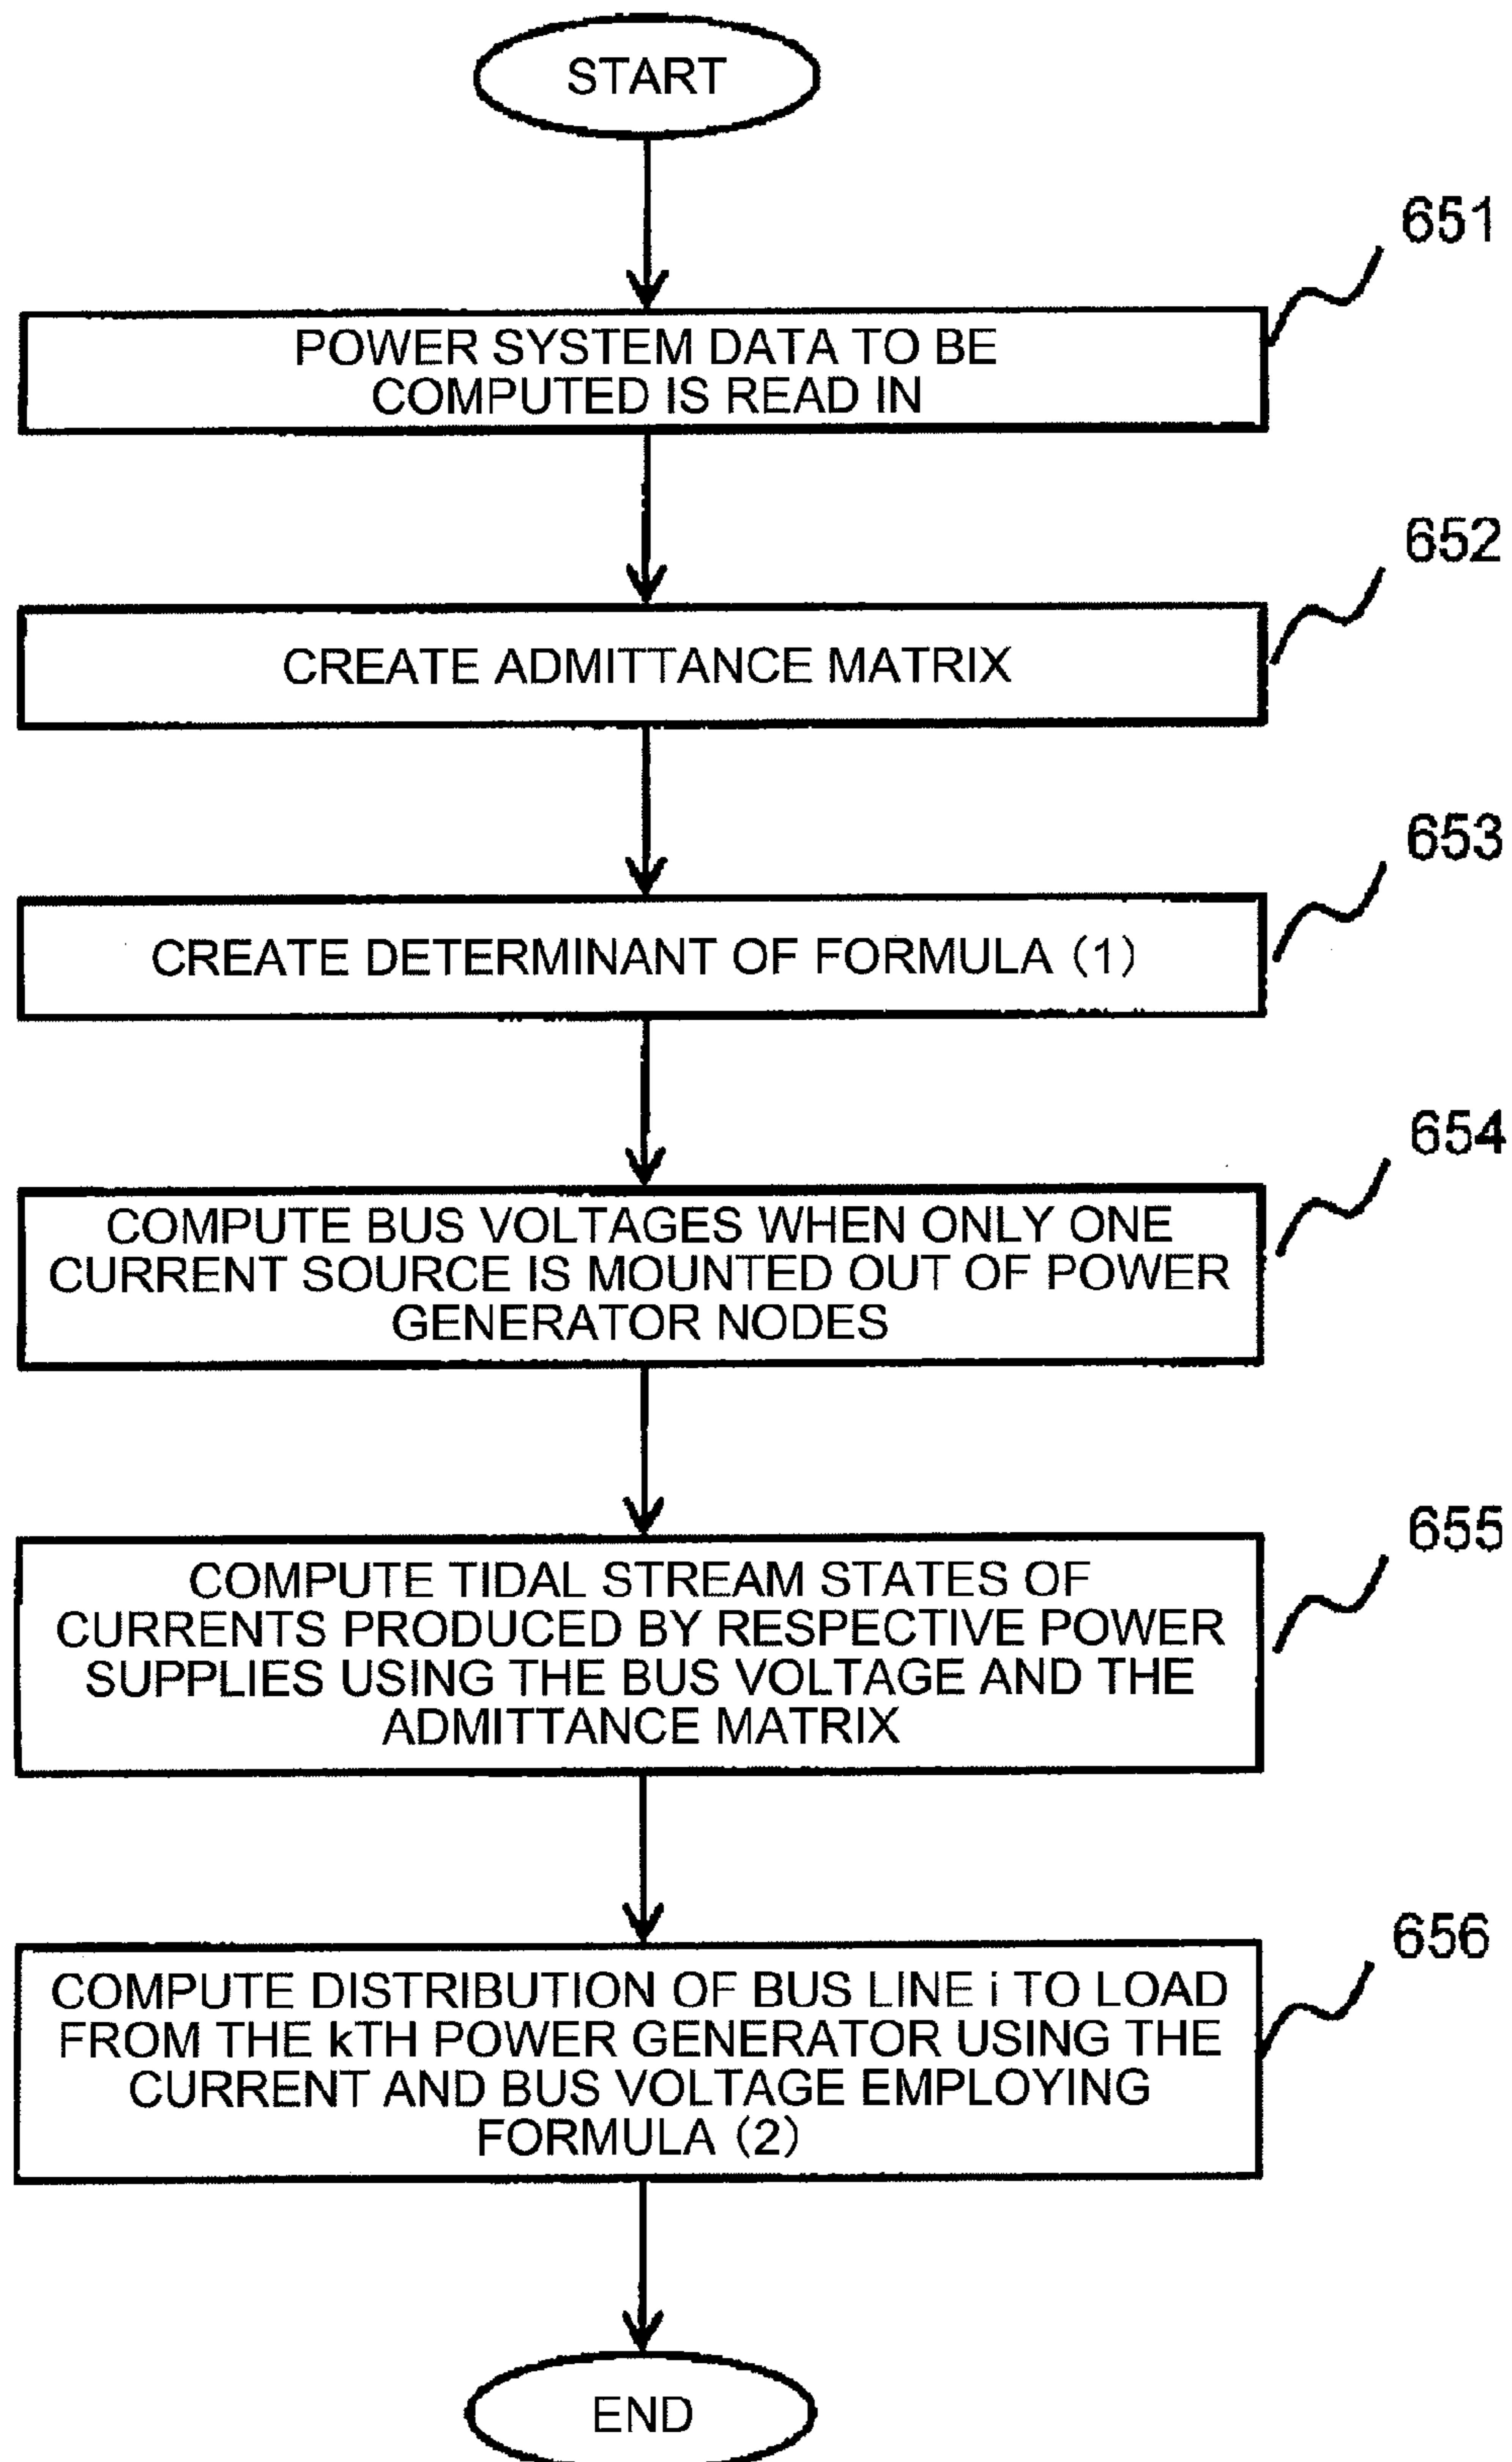 START
651
POWER SYSTEM DATA TO BE
COMPUTED IS READ IN
652
CREATE ADMITTANCE MATRIX
653
CREATE DETERMINANT OF FORMULA (1)
654
COMPUTE BUS VOLTAGES WHEN ONLY ONE
CURRENT SOURCE IS MOUNTED OUT OF POWER
GENERATOR NODES
655
COMPUTE TIDAL STREAM STATES OF
CURRENTS PRODUCED BY RESPECTIVE POWER
SUPPLIES USING THE BUS VOLTAGE AND THE
ADMITTANCE MATRIX
656
COMPUTE DISTRIBUTION OF BUS LINE i TO LOAD
FROM THE kTH POWER GENERATOR USING THE
CURRENT AND BUS VOLTAGE EMPLOYING
FORMULA (2)
END